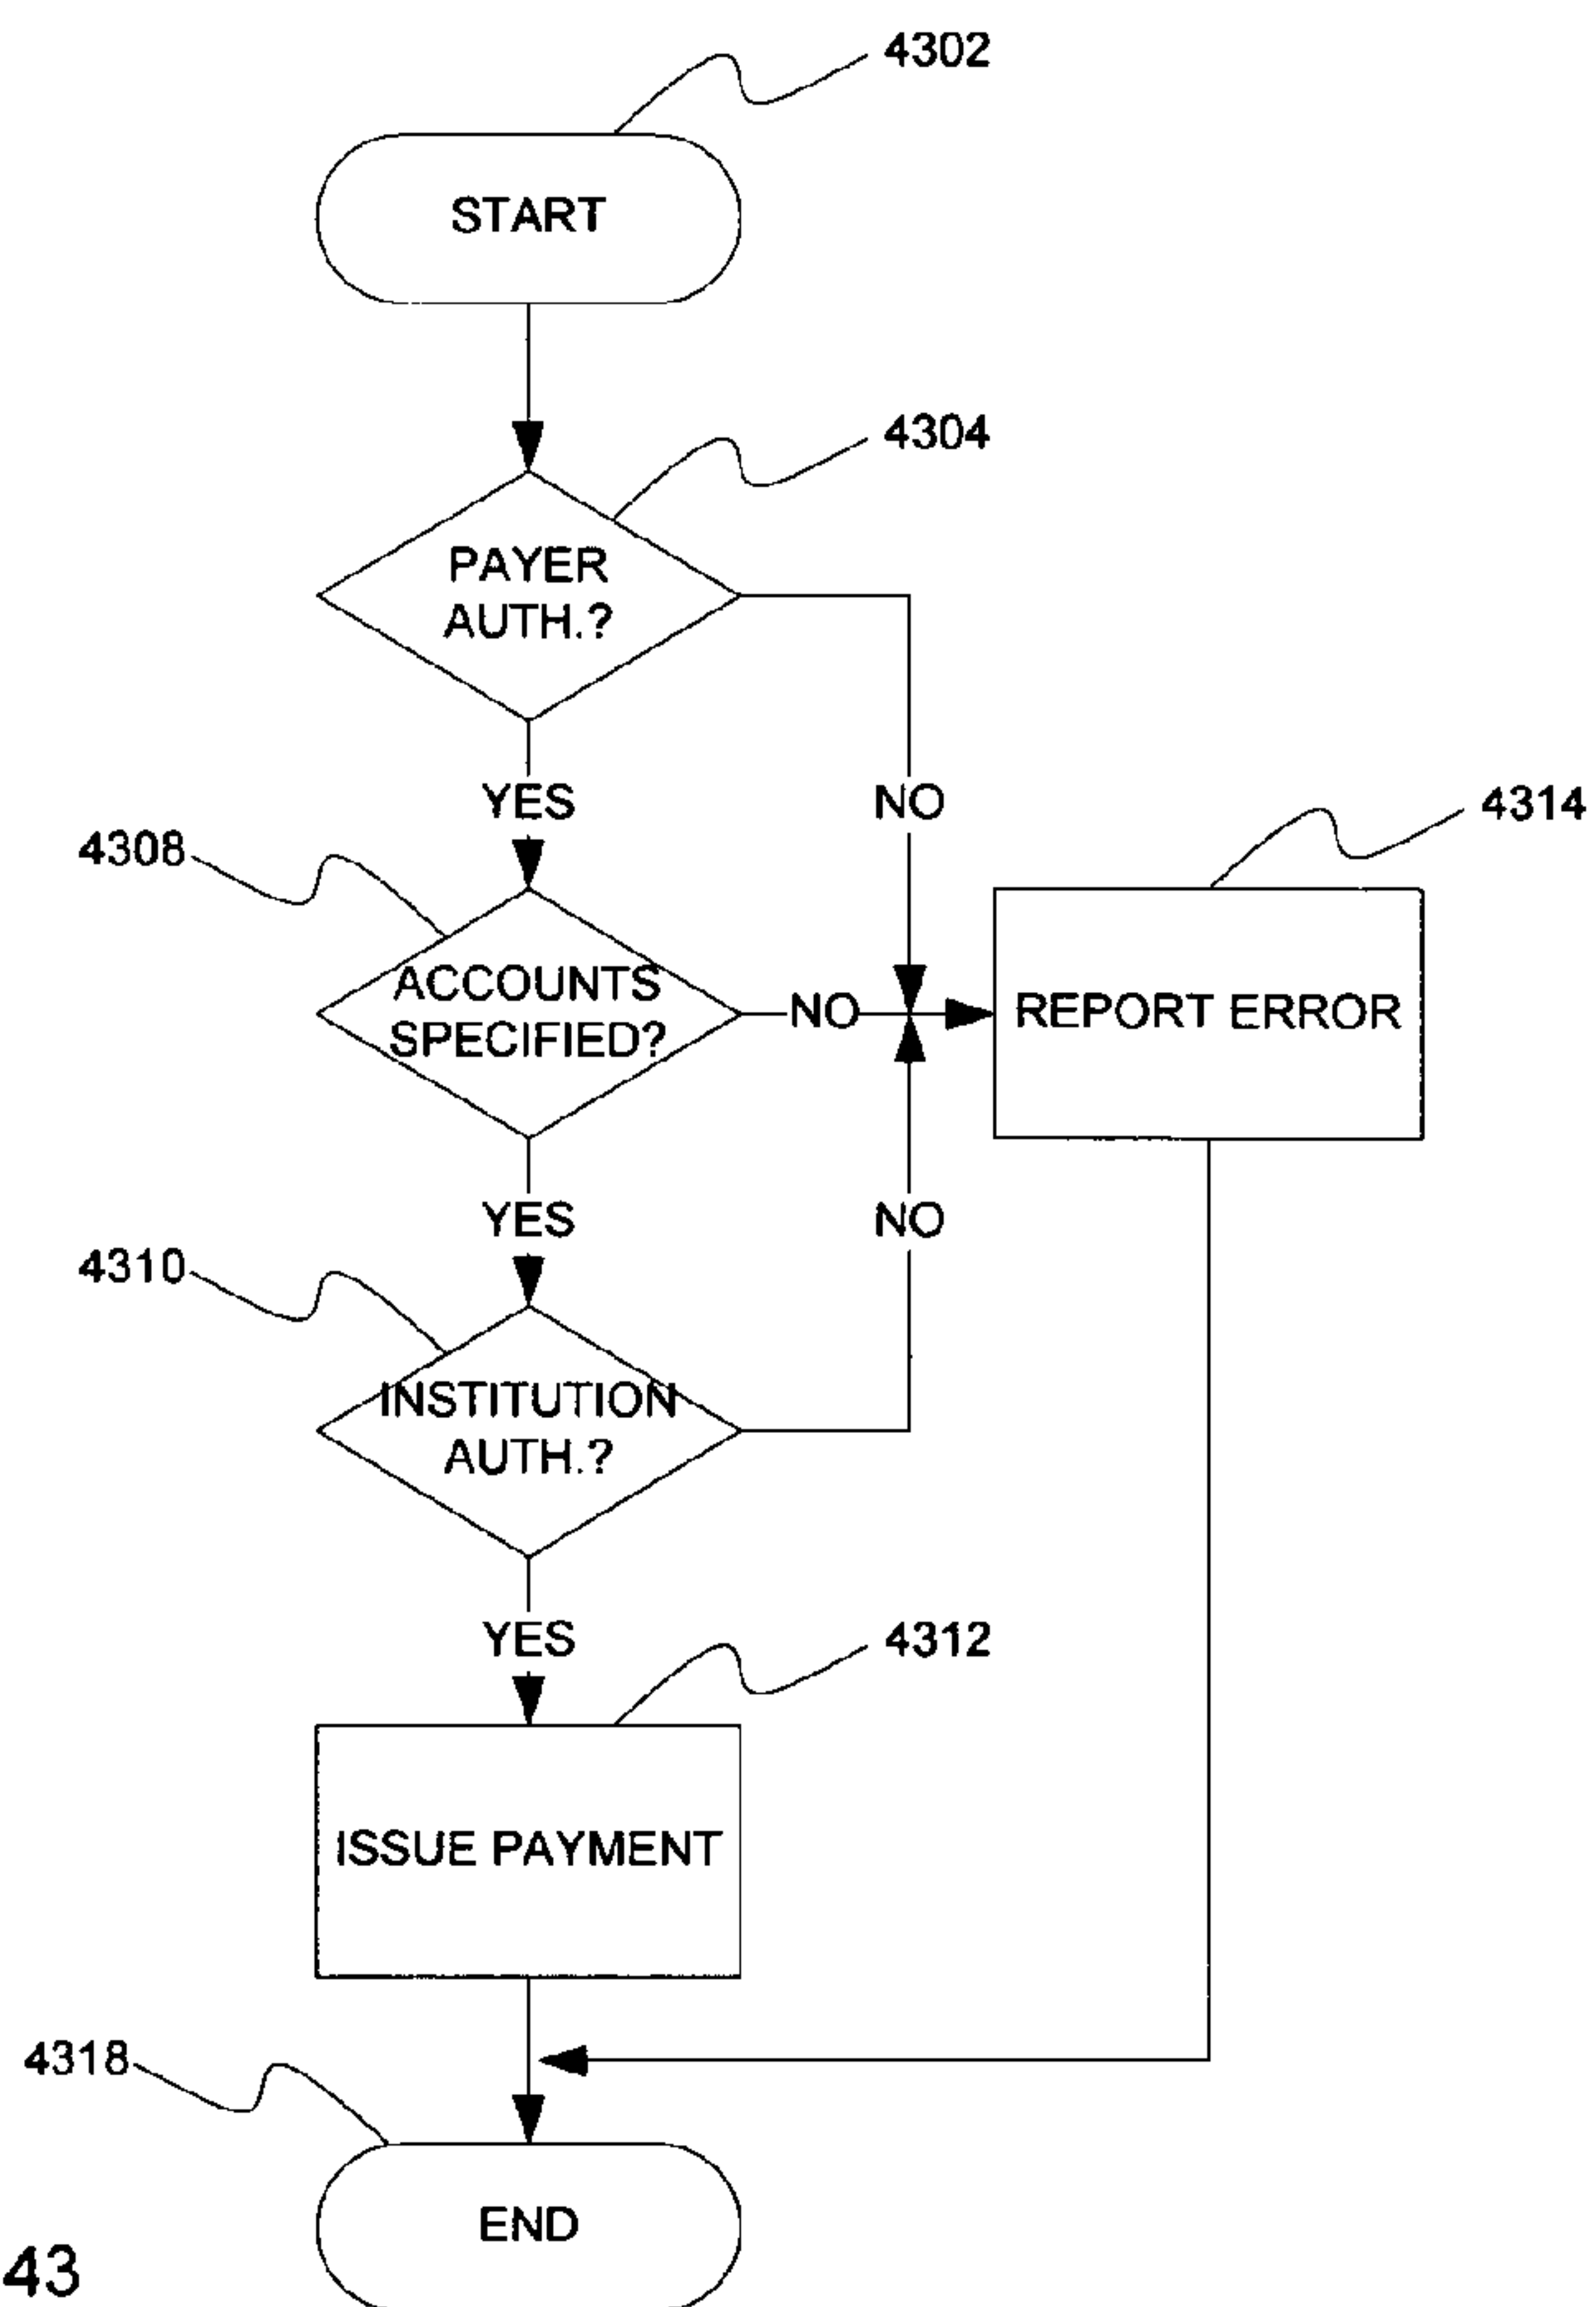 4302
START
4304
PAYER
AUTH.?
YES
NO
4314
4308
ACCOUNTS
SPECIFIED?
NO
REPORT ERROR
YES
NO
4310
INSTITUTION
AUTH.?
YES
4312
ISSUE PAYMENT
4318
END
43